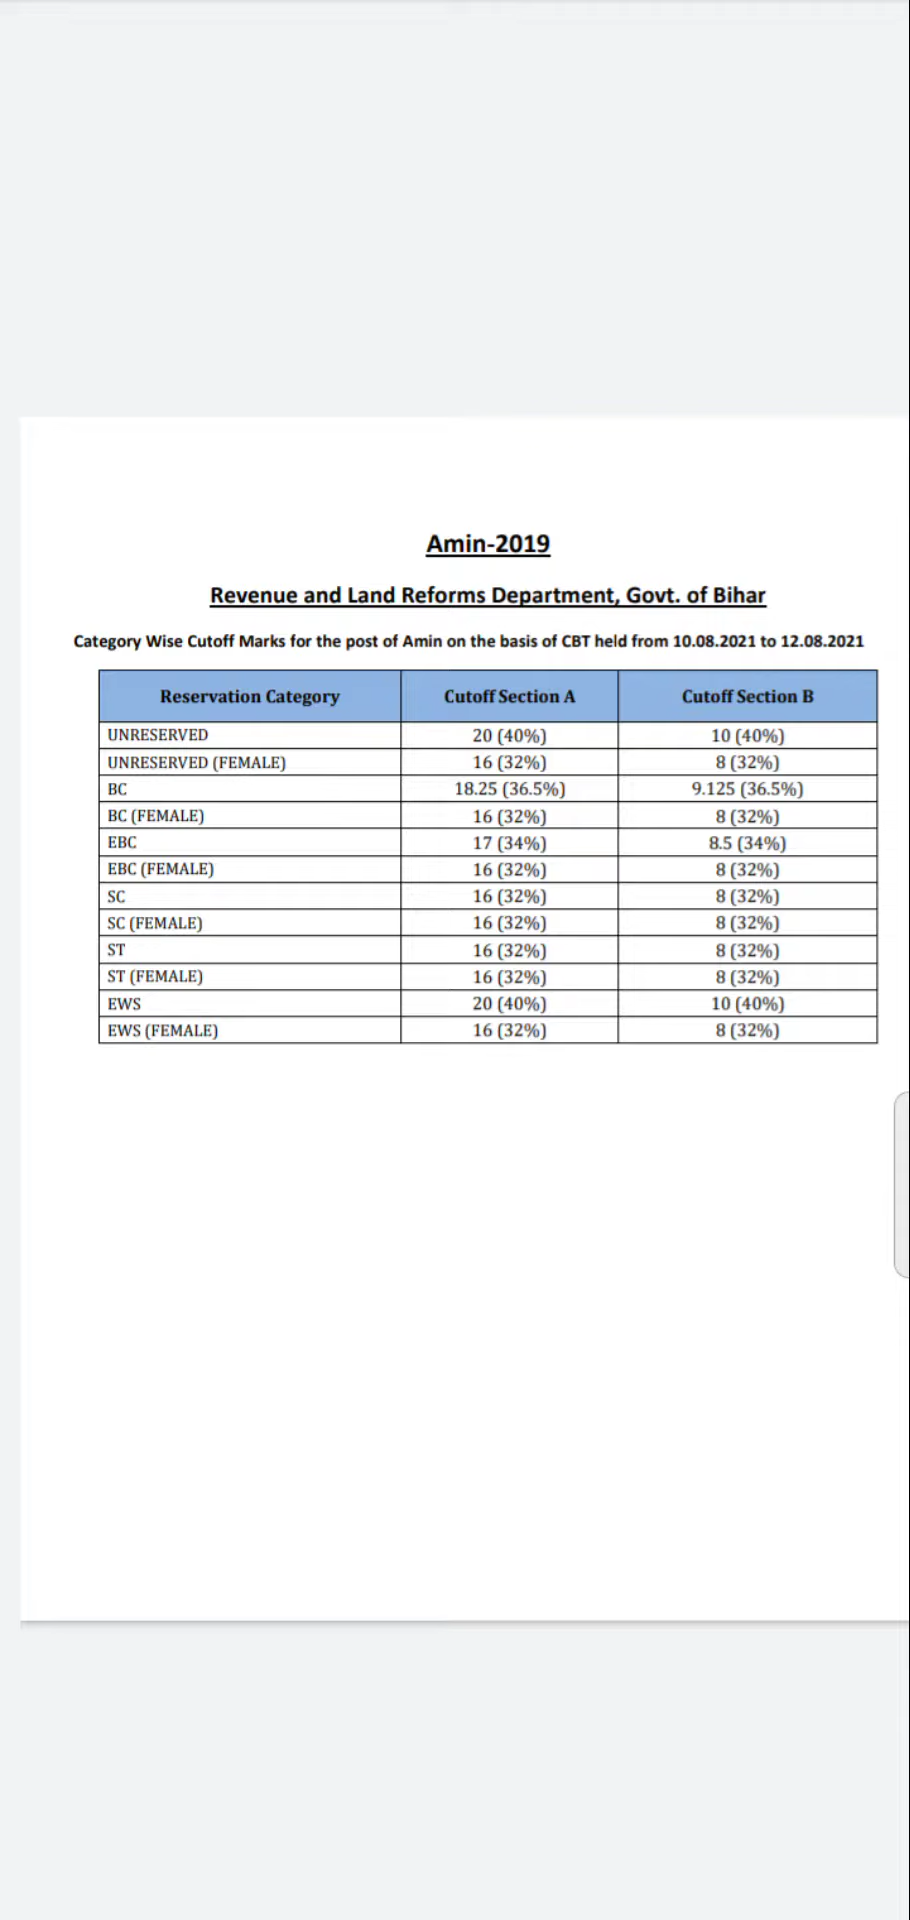 Amin-2019
Revenue and Land Reforms Department, Govt. of Bihar
Category Wise Cutoff Marks for the post of Amin on the basis of CBT held from 10.08.2021 to 12.08.2021
Reservation Category Cutoff Section A Cutoff Section B
UNRESERVED 20 (40%) 10 (40%)
UNRESERVED (FEMALE) 16 (32%) 8 (32%)
BC 18.25 (36.5%) 9.125 (36.5%)
BC (FEMALE) 16 (32%) 8 (32%)
EBC 17 (34%) 8.5 (34%)
EBC (FEMALE) 16 (32%) 8 (32%)
SC 16 (32%) 8 (32%)
SC (FEMALE) 16 (32%) 8 (32%)
ST 16 (32%) 8 (32%)
ST (FEMALE) 16 (32%) 8 (32%)
EWS 20 (40%) 10 (40%)
EWS (FEMALE) 16 (32%) 8 (32%)